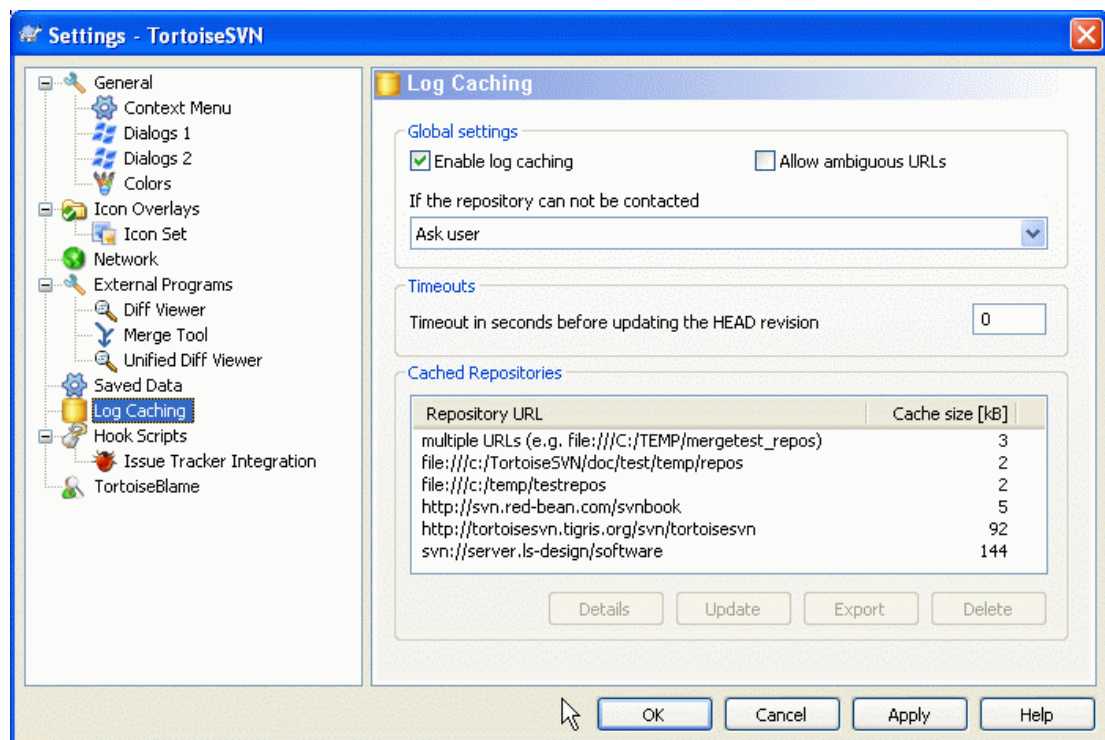 Settings - TortoiseSVN
General
Context Menu
Dialogs 1
Dialogs 2
Colors
Icon Overlays
Icon Set
Network
External Programs
Diff Viewer
Merge Tool
Unified Diff Viewer
Saved Data
Log Caching
Hook Scripts
Issue Tracker Integration
TortoiseBlame
Log Caching
Global settings
Enable log caching Allow ambiguous URLs
If the repository can not be contacted
Ask user
Timeouts
Timeout in seconds before updating the HEAD revision 0
Cached Repositories
Repository URL Cache size [kB]
multiple URLs (e.g. file:///C:/TEMP/mergetest_repos) 3
file:///c:/TortoiseSVN/doc/test/temp/repos 2
file:///c:/temp/testrepos 2
http://svn.red-bean.com/svnbook 5
http://tortoisesvn.tigris.org/svn/tortoisesvn 92
svn://server.ls-design/software 144
Details Update Export Delete
OK Cancel Apply Help